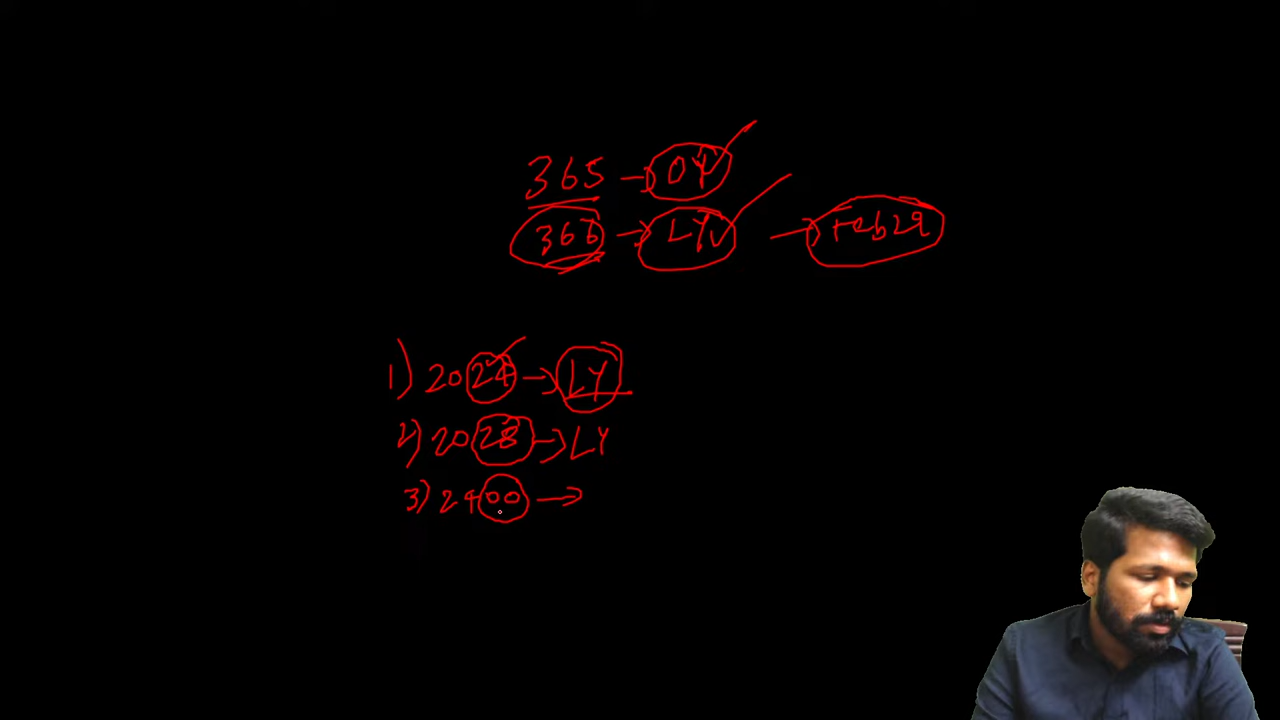 365 → OY
366 → LY → Feb29
1) 2024 → LY
2) 2028 → LY
3) 2400 →